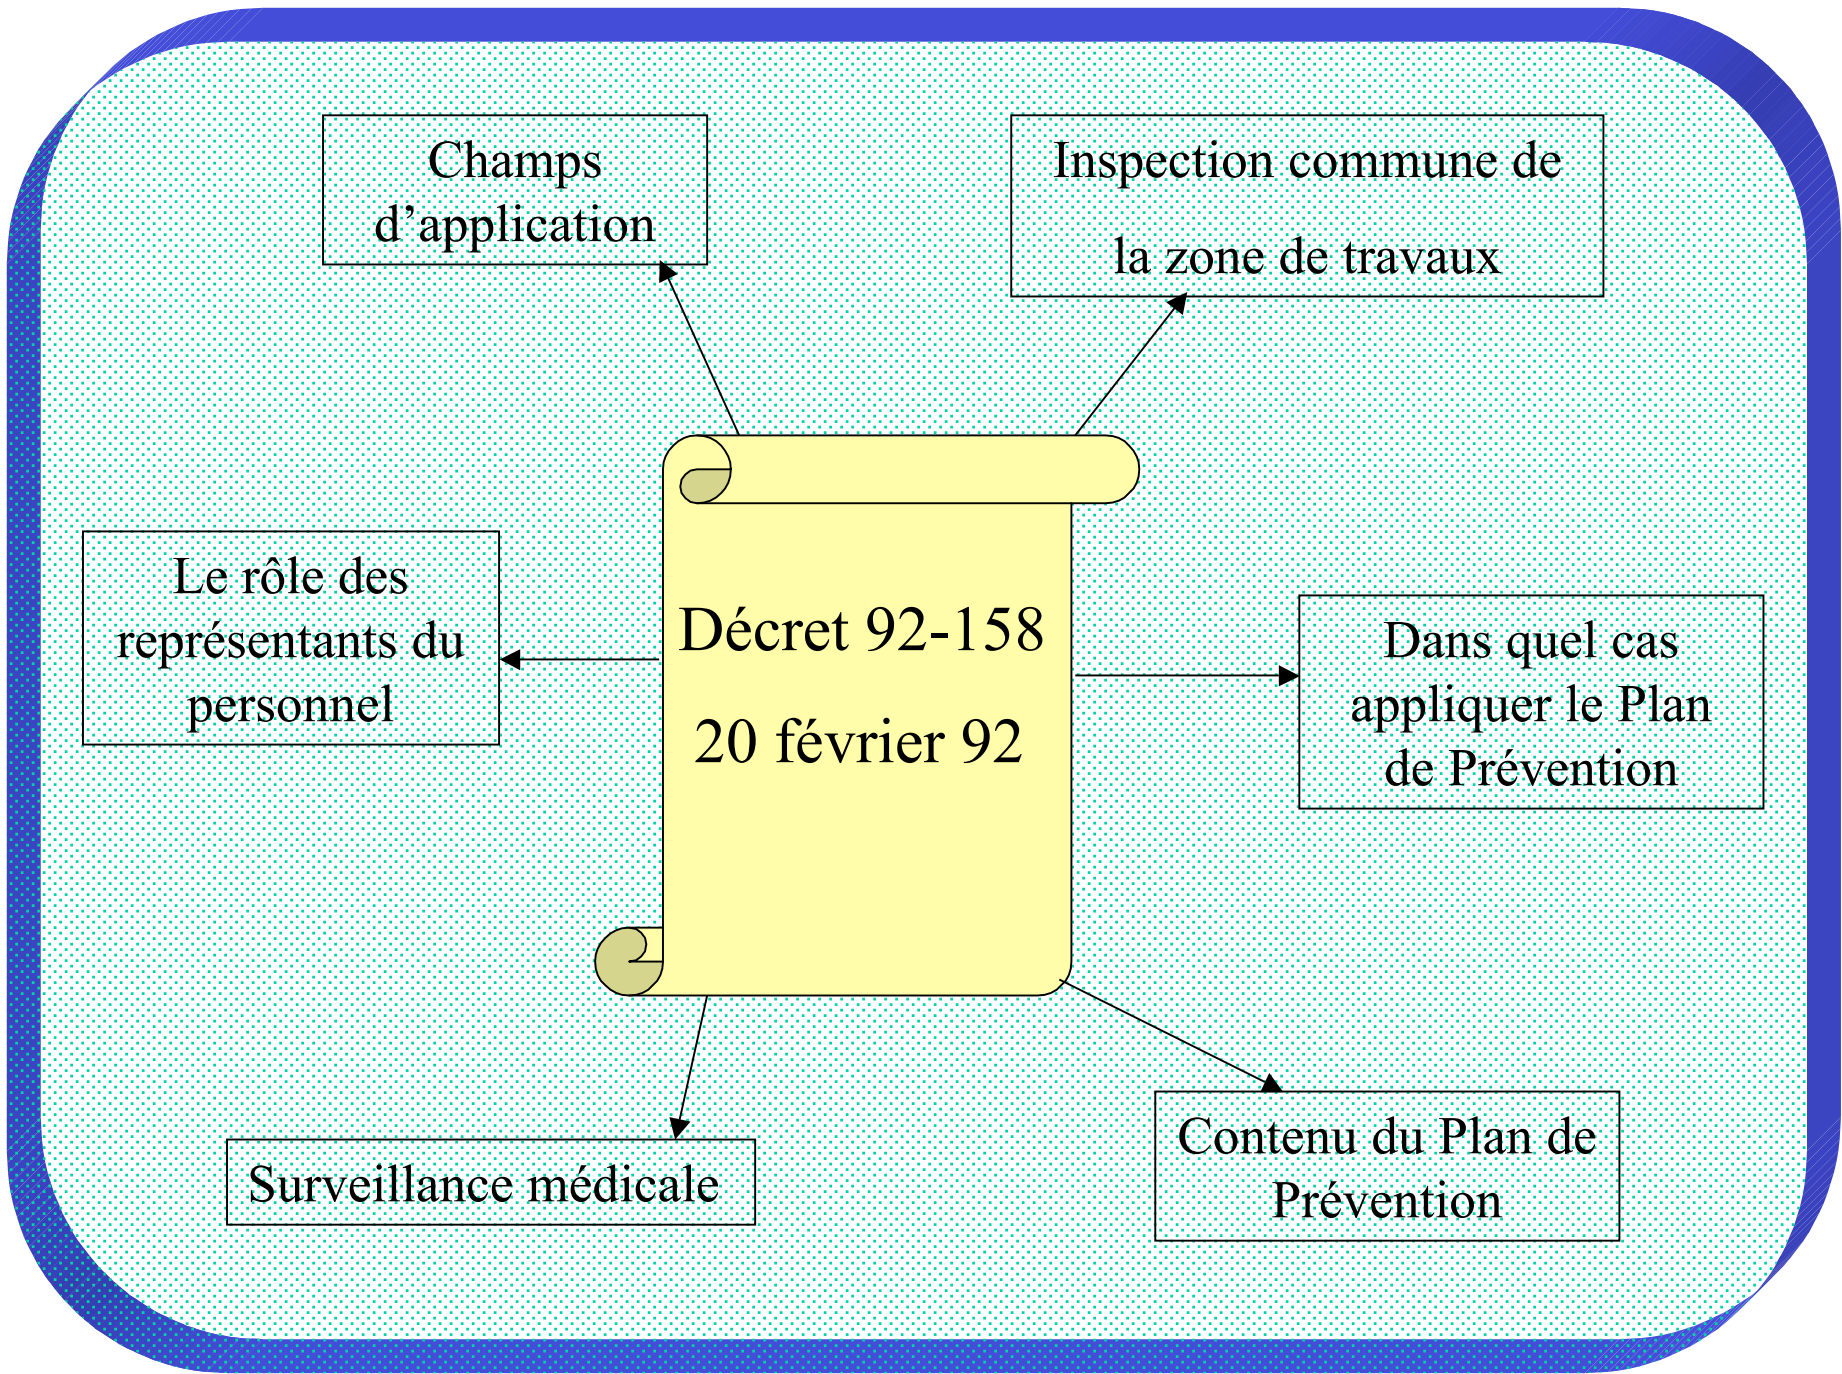 Champs
d’application
Inspection commune de
la zone de travaux
Le rôle des
représentants du
personnel
Décret 92-158
20 février 92
Dans quel cas
appliquer le Plan
de Prévention
Surveillance médicale
Contenu du Plan de
Prévention